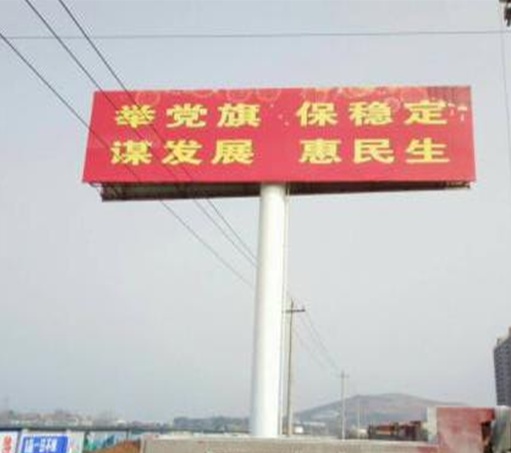 举党旗 保稳定
谋发展 惠民生